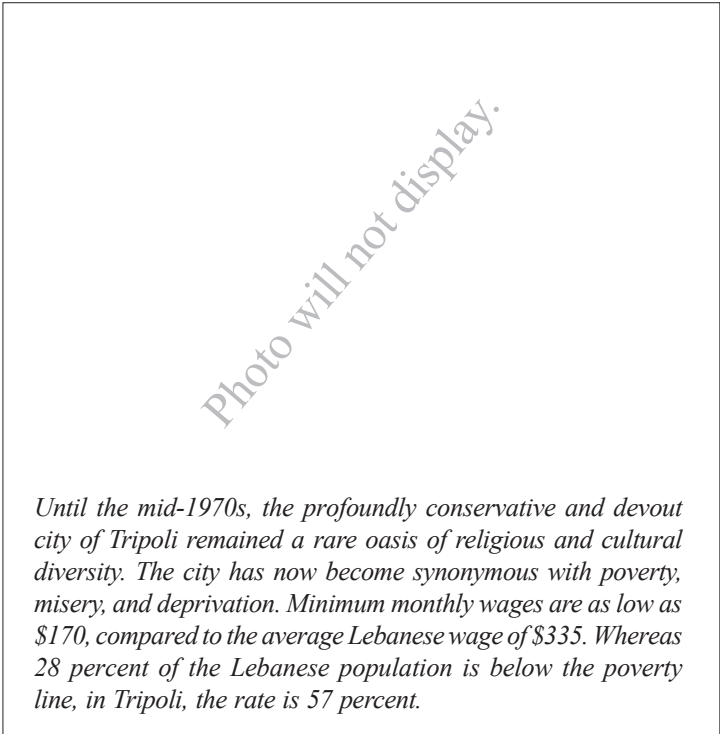 Photo will not display.
Until the mid-1970s, the profoundly conservative and devout
city of Tripoli remained a rare oasis of religious and cultural
diversity. The city has now become synonymous with poverty,
misery, and deprivation. Minimum monthly wages are as low as
$170, compared to the average Lebanese wage of $335. Whereas
28 percent of the Lebanese population is below the poverty
line, in Tripoli, the rate is 57 percent.